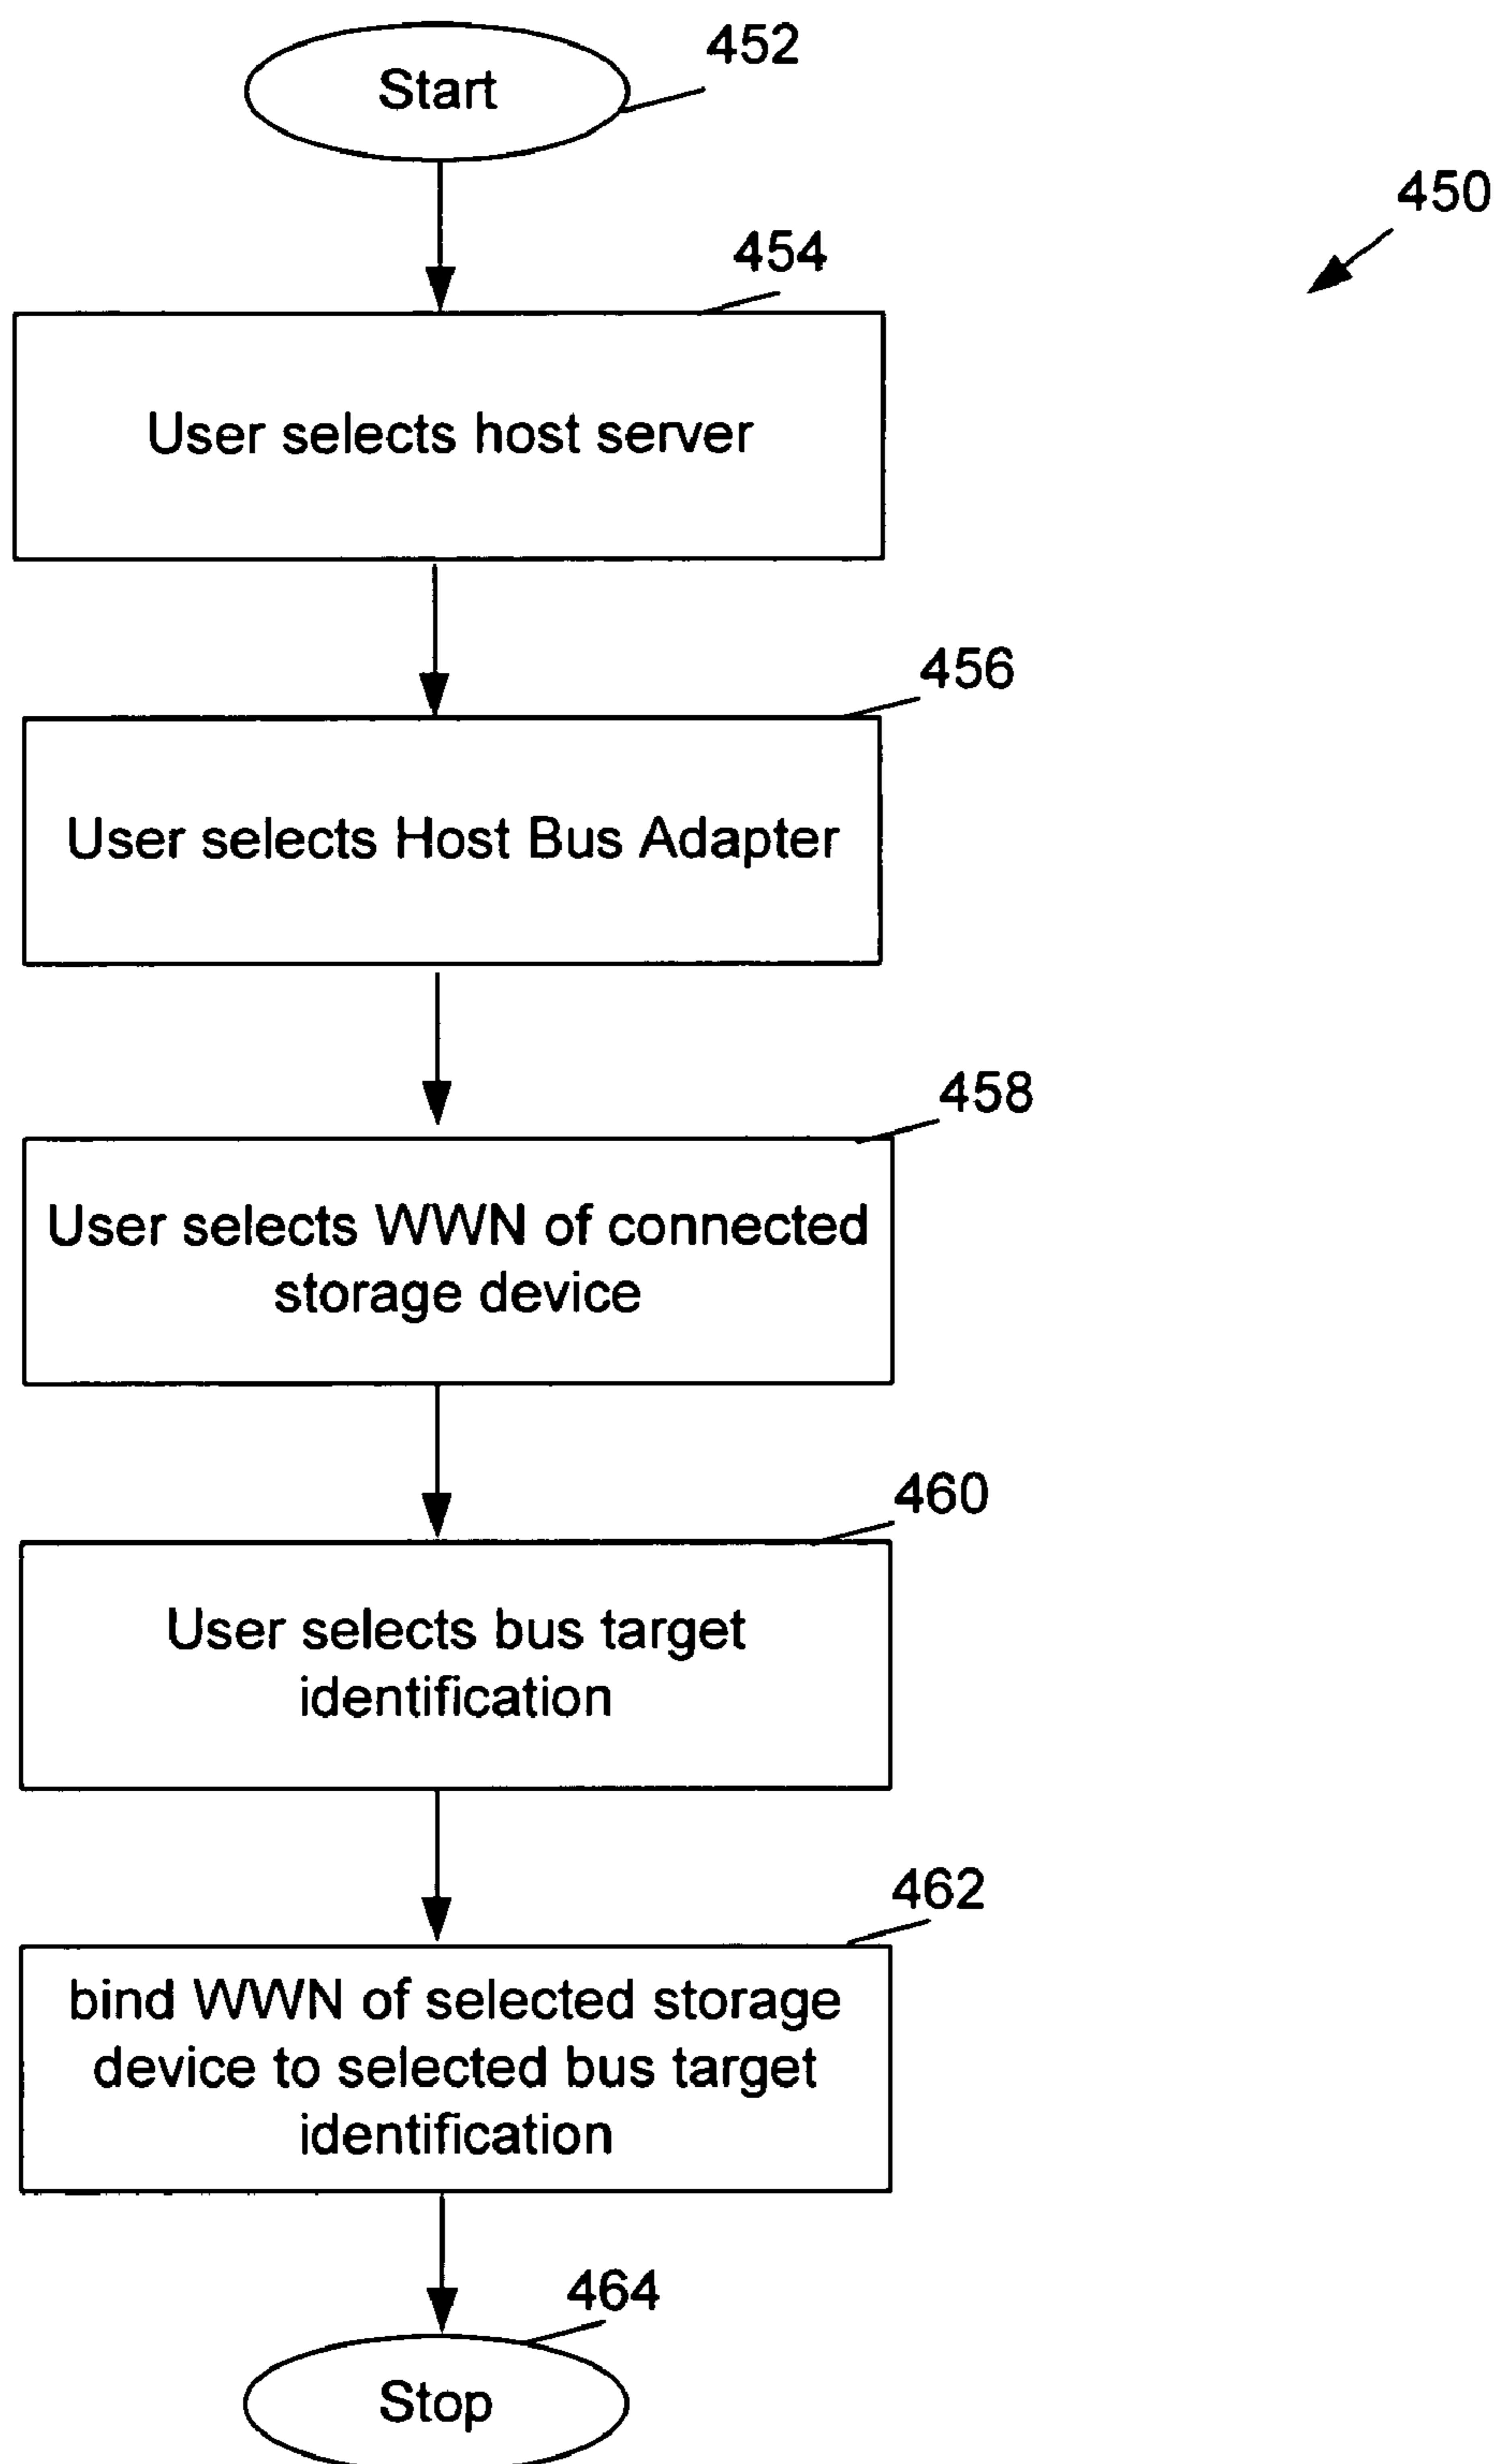 452
Start
450
454
User selects host server
456
User selects Host Bus Adapter
458
User selects WWN of connected
storage device
460
User selects bus target
identification
462
bind WWN of selected storage
device to selected bus target
identification
464
Stop